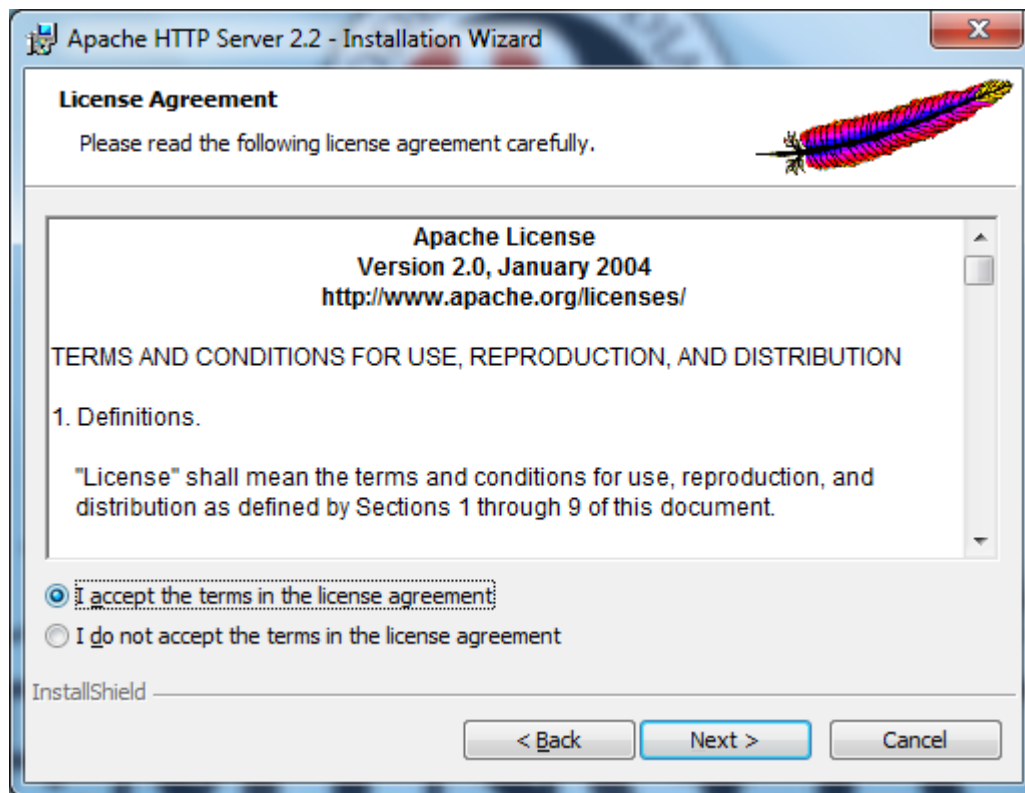 Apache HTTP Server 2.2 - Installation Wizard
License Agreement
Please read the following license agreement carefully.
Apache License
Version 2.0, January 2004
http://www.apache.org/licenses/
TERMS AND CONDITIONS FOR USE, REPRODUCTION, AND DISTRIBUTION
1. Definitions.
"License" shall mean the terms and conditions for use, reproduction, and
distribution as defined by Sections 1 through 9 of this document.
I accept the terms in the license agreement
I do not accept the terms in the license agreement
InstallShield
< Back Next > Cancel